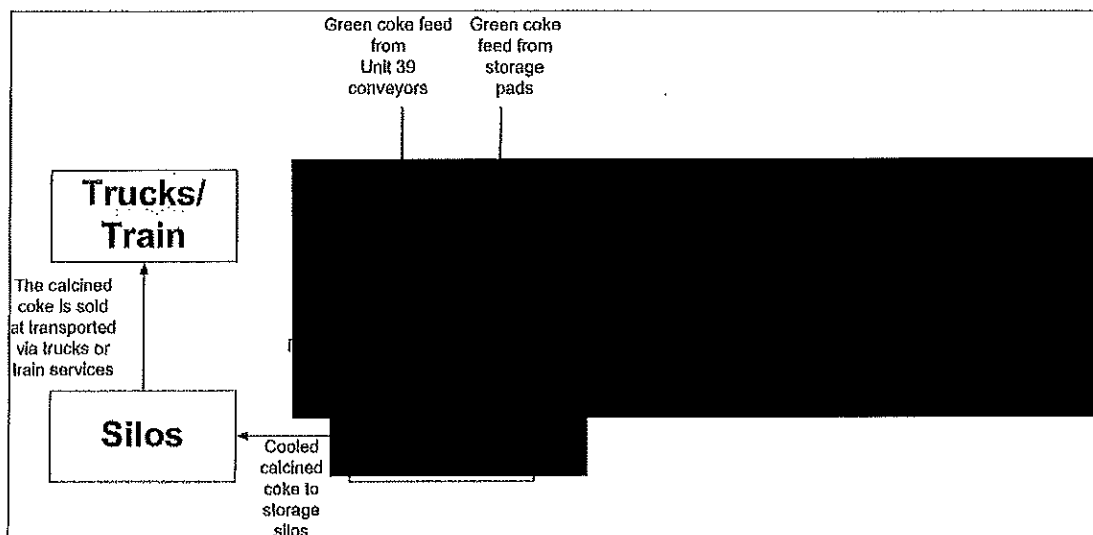 Green coke feed
from
Unit 39
conveyors
Green coke
feed from
storage
pads
Trucks/
Train
The calcined
coke is sold
at transported
via trucks or
train services
Silos
Cooled
calcined
coke to
storage
silos